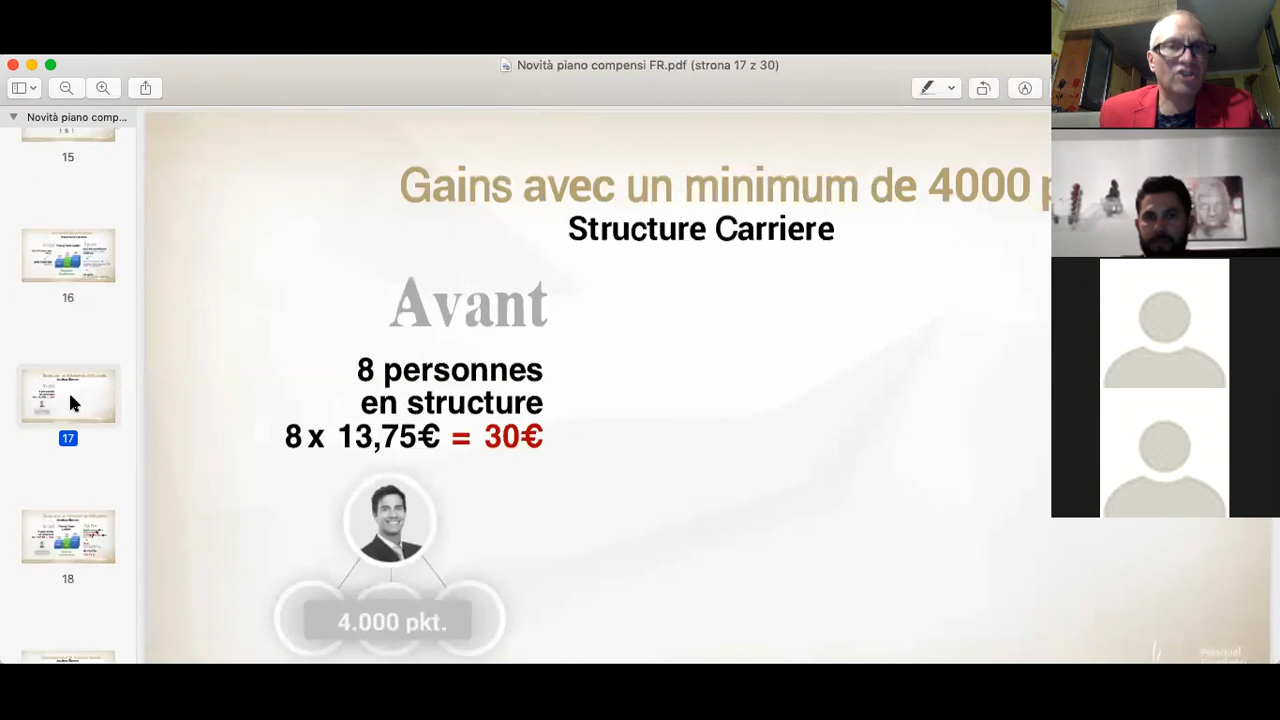 Novità piano compensi FR.pdf (strona 17 z 30)
Novità piano comp...
15
16
17
18
Gains avec un minimum de 4000 p
Structure Carriere
Avant
8 personnes
en structure
8 x 13,75€ = 30€
4.000 pkt.
Personal